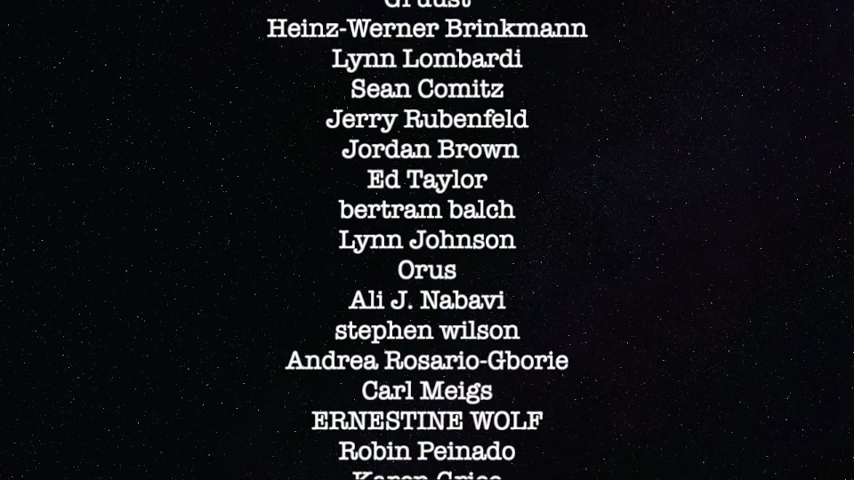 Heinz-Werner Brinkmann
Lynn Lombardi
Sean Comitz
Jerry Rubenfeld
Jordan Brown
Ed Taylor
bertram balch
Lynn Johnson
Orus
Ali J. Nabavi
stephen wilson
Andrea Rosario-Gborie
Carl Meigs
ERNESTINE WOLF
Robin Peinado
Karen